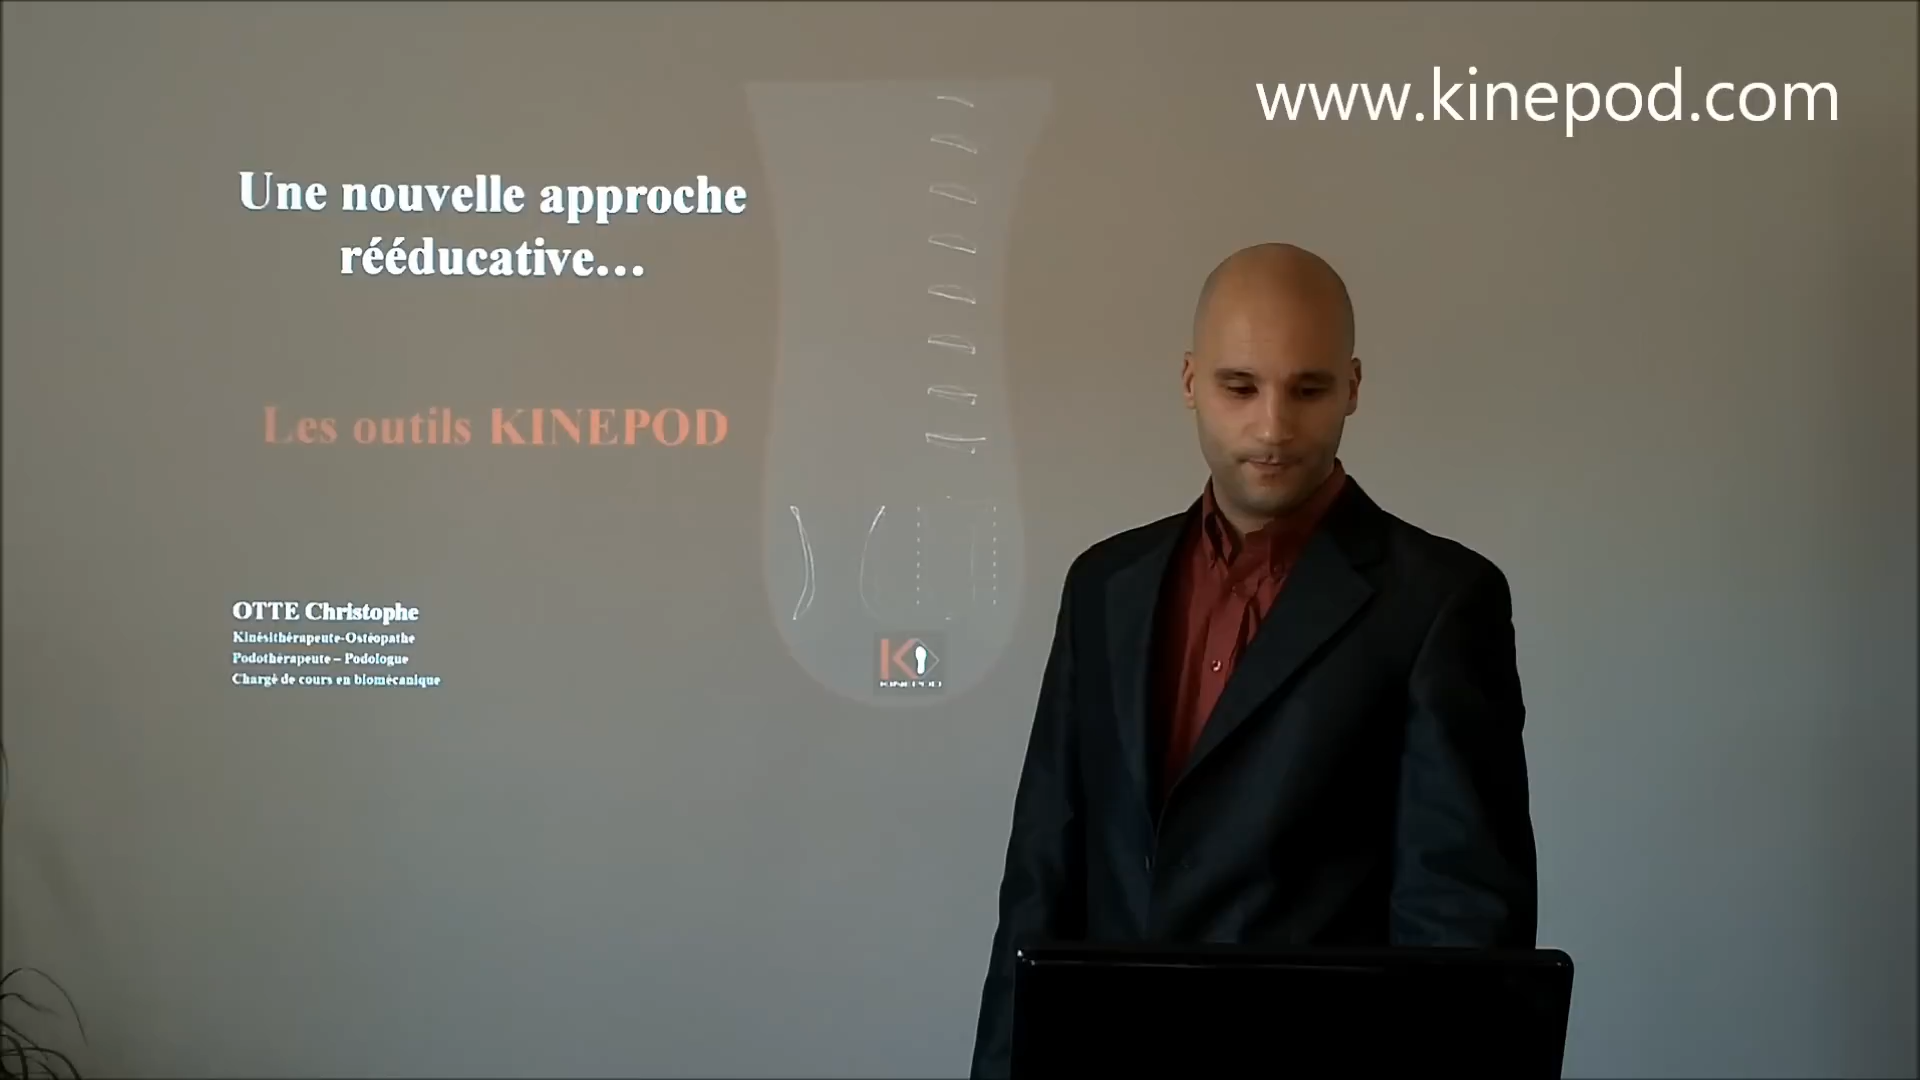 www.kinepod.com
Une nouvelle approche
rééducative...
Les outils KINEPOD
OTTE Christophe
Kinésithérapeute-Ostéopathe
Podothérapeute – Podologue
Chargé de cours en biomécanique
K
KINEPOD